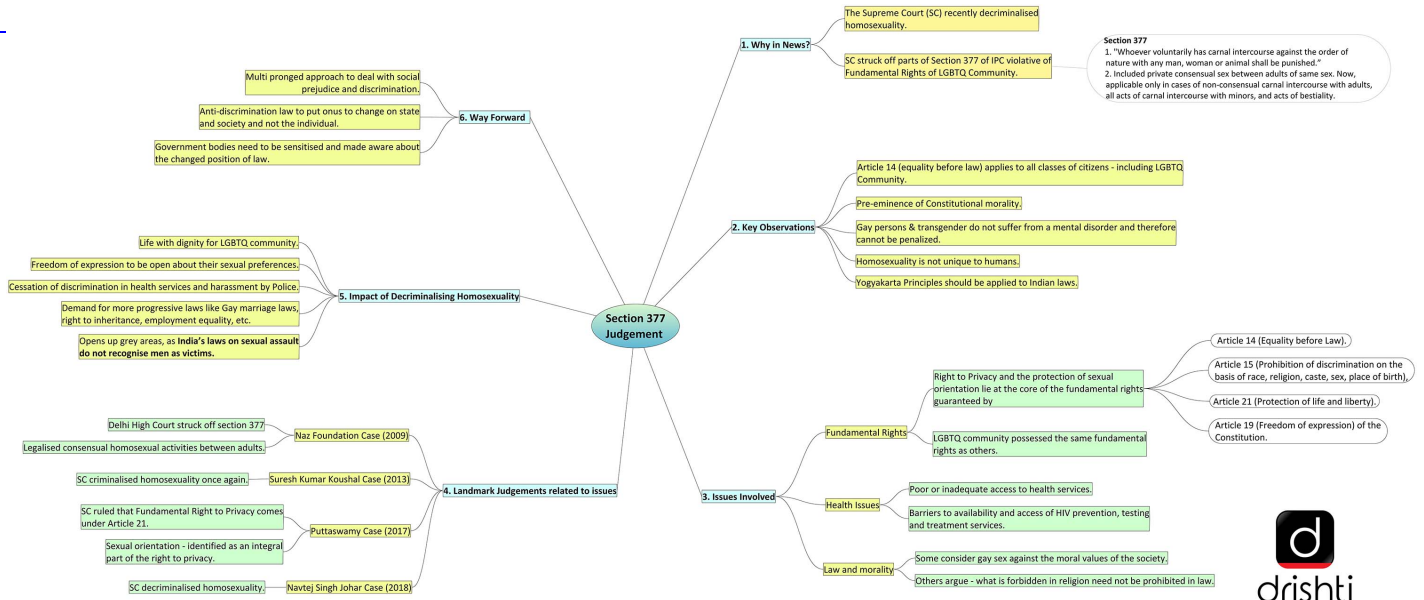 Section 377
Judgement
1. Why in News?
The Supreme Court (SC) recently decriminalised
homosexuality.
SC struck off parts of Section 377 of IPC violative of
Fundamental Rights of LGBTQ Community.
Section 377
1. "Whoever voluntarily has carnal intercourse against the order of
nature with any man, woman or animal shall be punished.”
2. Included private consensual sex between adults of same sex. Now,
applicable only in cases of non-consensual carnal intercourse with adults,
all acts of carnal intercourse with minors, and acts of bestiality.
2. Key Observations
Article 14 (equality before law) applies to all classes of citizens - including LGBTQ
Community.
Pre-eminence of Constitutional morality.
Gay persons & transgender do not suffer from a mental disorder and therefore
cannot be penalized.
Homosexuality is not unique to humans.
Yogyakarta Principles should be applied to Indian laws.
3. Issues Involved
Fundamental Rights
Right to Privacy and the protection of sexual
orientation lie at the core of the fundamental rights
guaranteed by
Article 14 (Equality before Law).
Article 15 (Prohibition of discrimination on the
basis of race, religion, caste, sex, place of birth),
Article 21 (Protection of life and liberty).
Article 19 (Freedom of expression) of the
Constitution.
LGBTQ community possessed the same fundamental
rights as others.
Health Issues
Poor or inadequate access to health services.
Barriers to availability and access of HIV prevention, testing
and treatment services.
Law and morality
Some consider gay sex against the moral values of the society.
Others argue - what is forbidden in religion need not be prohibited in law.
4. Landmark Judgements related to issues
Naz Foundation Case (2009)
Delhi High Court struck off section 377
Legalised consensual homosexual activities between adults.
Suresh Kumar Koushal Case (2013)
SC criminalised homosexuality once again.
Puttaswamy Case (2017)
SC ruled that Fundamental Right to Privacy comes
under Article 21.
Sexual orientation - identified as an integral
part of the right to privacy.
Navtej Singh Johar Case (2018)
SC decriminalised homosexuality.
5. Impact of Decriminalising Homosexuality
Life with dignity for LGBTQ community.
Freedom of expression to be open about their sexual preferences.
Cessation of discrimination in health services and harassment by Police.
Demand for more progressive laws like Gay marriage laws,
right to inheritance, employment equality, etc.
Opens up grey areas, as India’s laws on sexual assault
do not recognise men as victims.
6. Way Forward
Multi pronged approach to deal with social
prejudice and discrimination.
Anti-discrimination law to put onus to change on state
and society and not the individual.
Government bodies need to be sensitised and made aware about
the changed position of law.
d
drishti